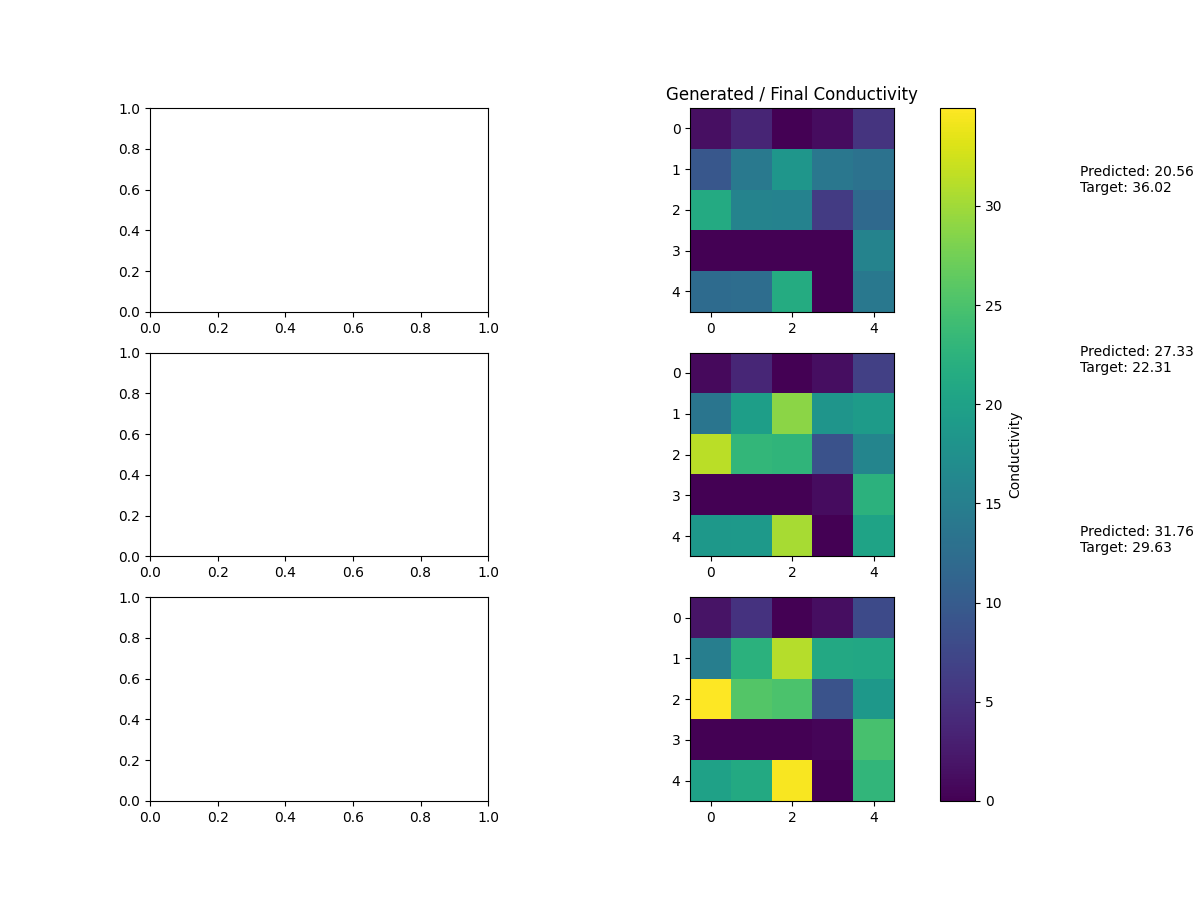 Generated / Final Conductivity
1.0
0.8
0.6
0.4
0.2
0.0
0.0 0.2 0.4 0.6 0.8 1.0
0
1
2
3
4
0 2 4
Predicted: 20.56
Target: 36.02
1.0
0.8
0.6
0.4
0.2
0.0
0.0 0.2 0.4 0.6 0.8 1.0
0
1
2
3
4
0 2 4
Predicted: 27.33
Target: 22.31
1.0
0.8
0.6
0.4
0.2
0.0
0.0 0.2 0.4 0.6 0.8 1.0
0
1
2
3
4
0 2 4
Predicted: 31.76
Target: 29.63
30
25
20
15
10
5
0
Conductivity